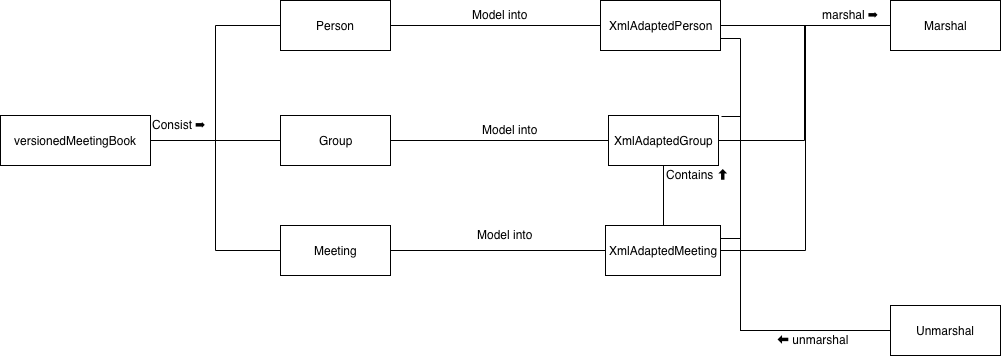 Person
Model into
XmlAdaptedPerson
marshal ➡
Marshal
versionedMeetingBook
Consist ➡
Group
Model into
XmlAdaptedGroup
Contains ⬆
Meeting
Model into
XmlAdaptedMeeting
Unmarshal
⬅ unmarshal